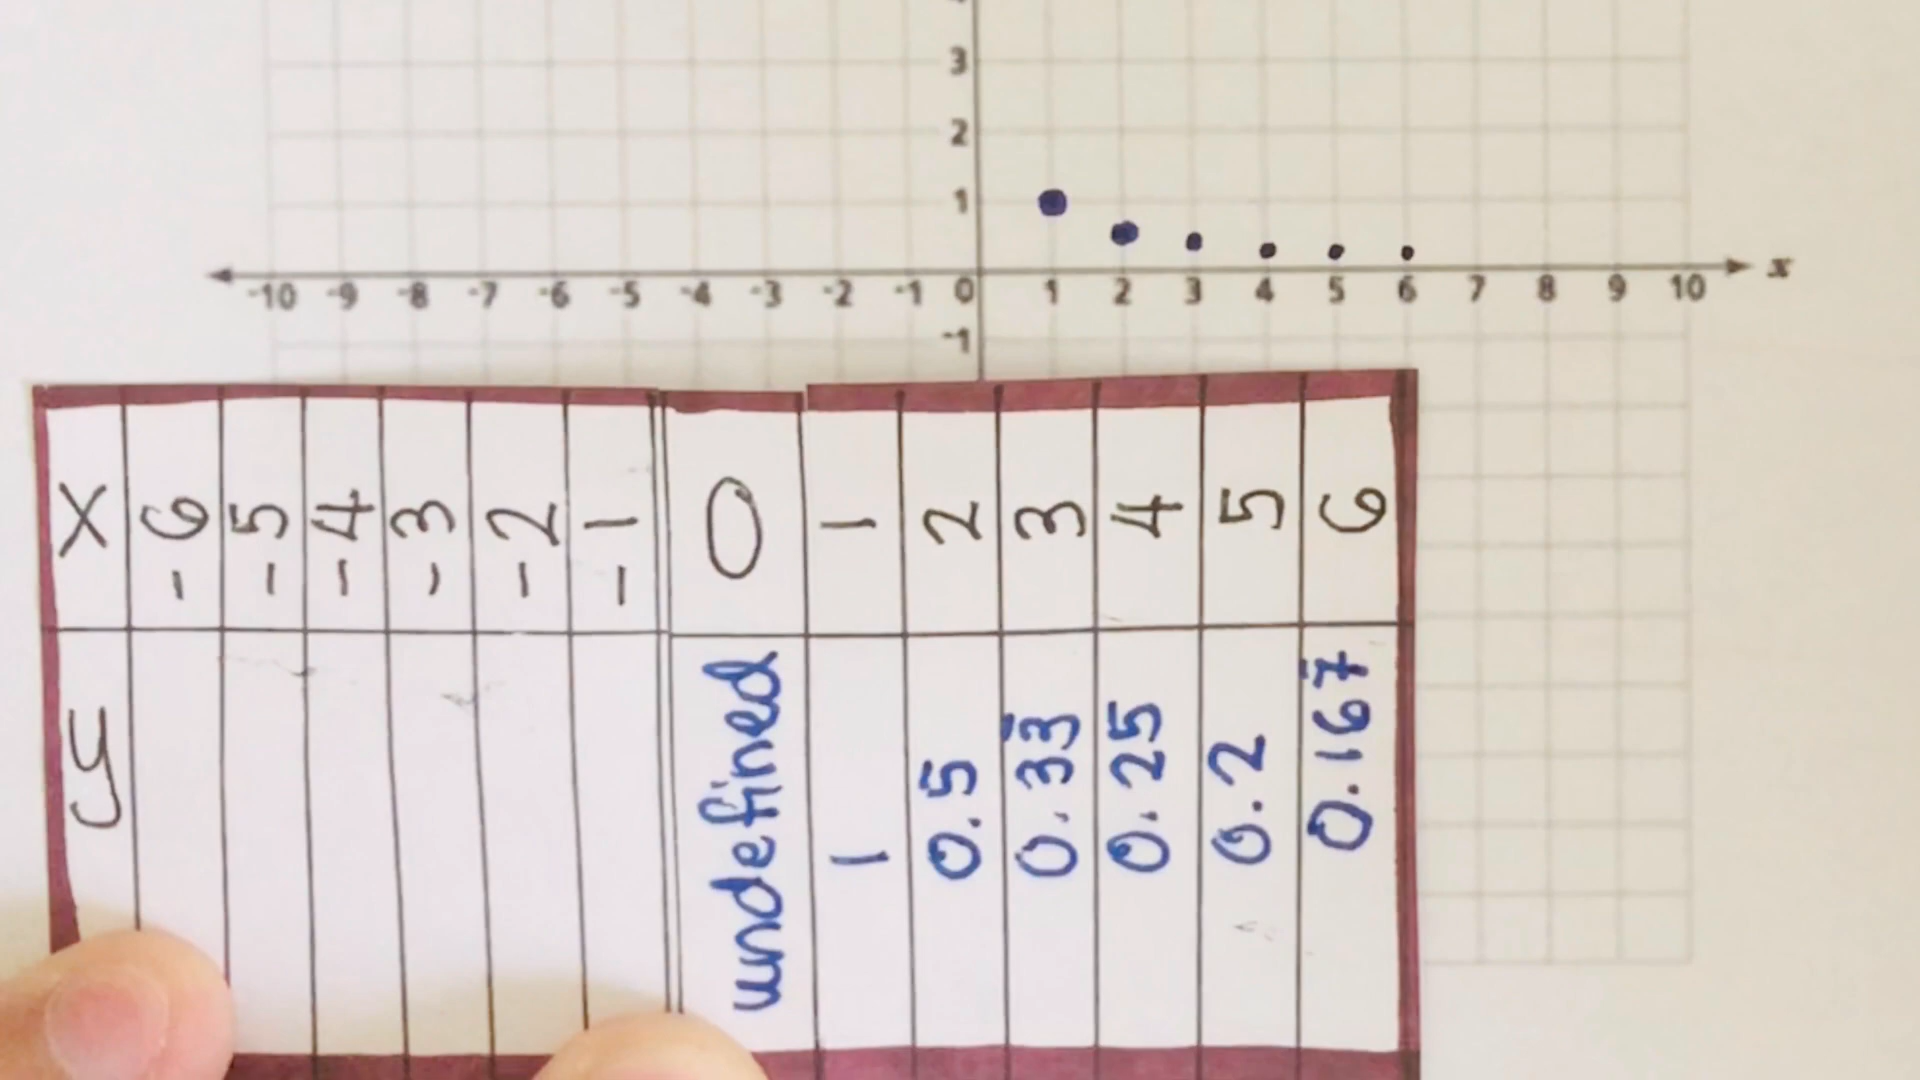 3
2
1
-10 -9 -8 -7 -6 -5 -4 -3 -2 -1 0 1 2 3 4 5 6 7 8 9 10 x
-1
X -6 -5 -4 -3 -2 -1 0 1 2 3 4 5 6
y undefined 1 0.5 0.33̅ 0.25 0.2 0.167̅